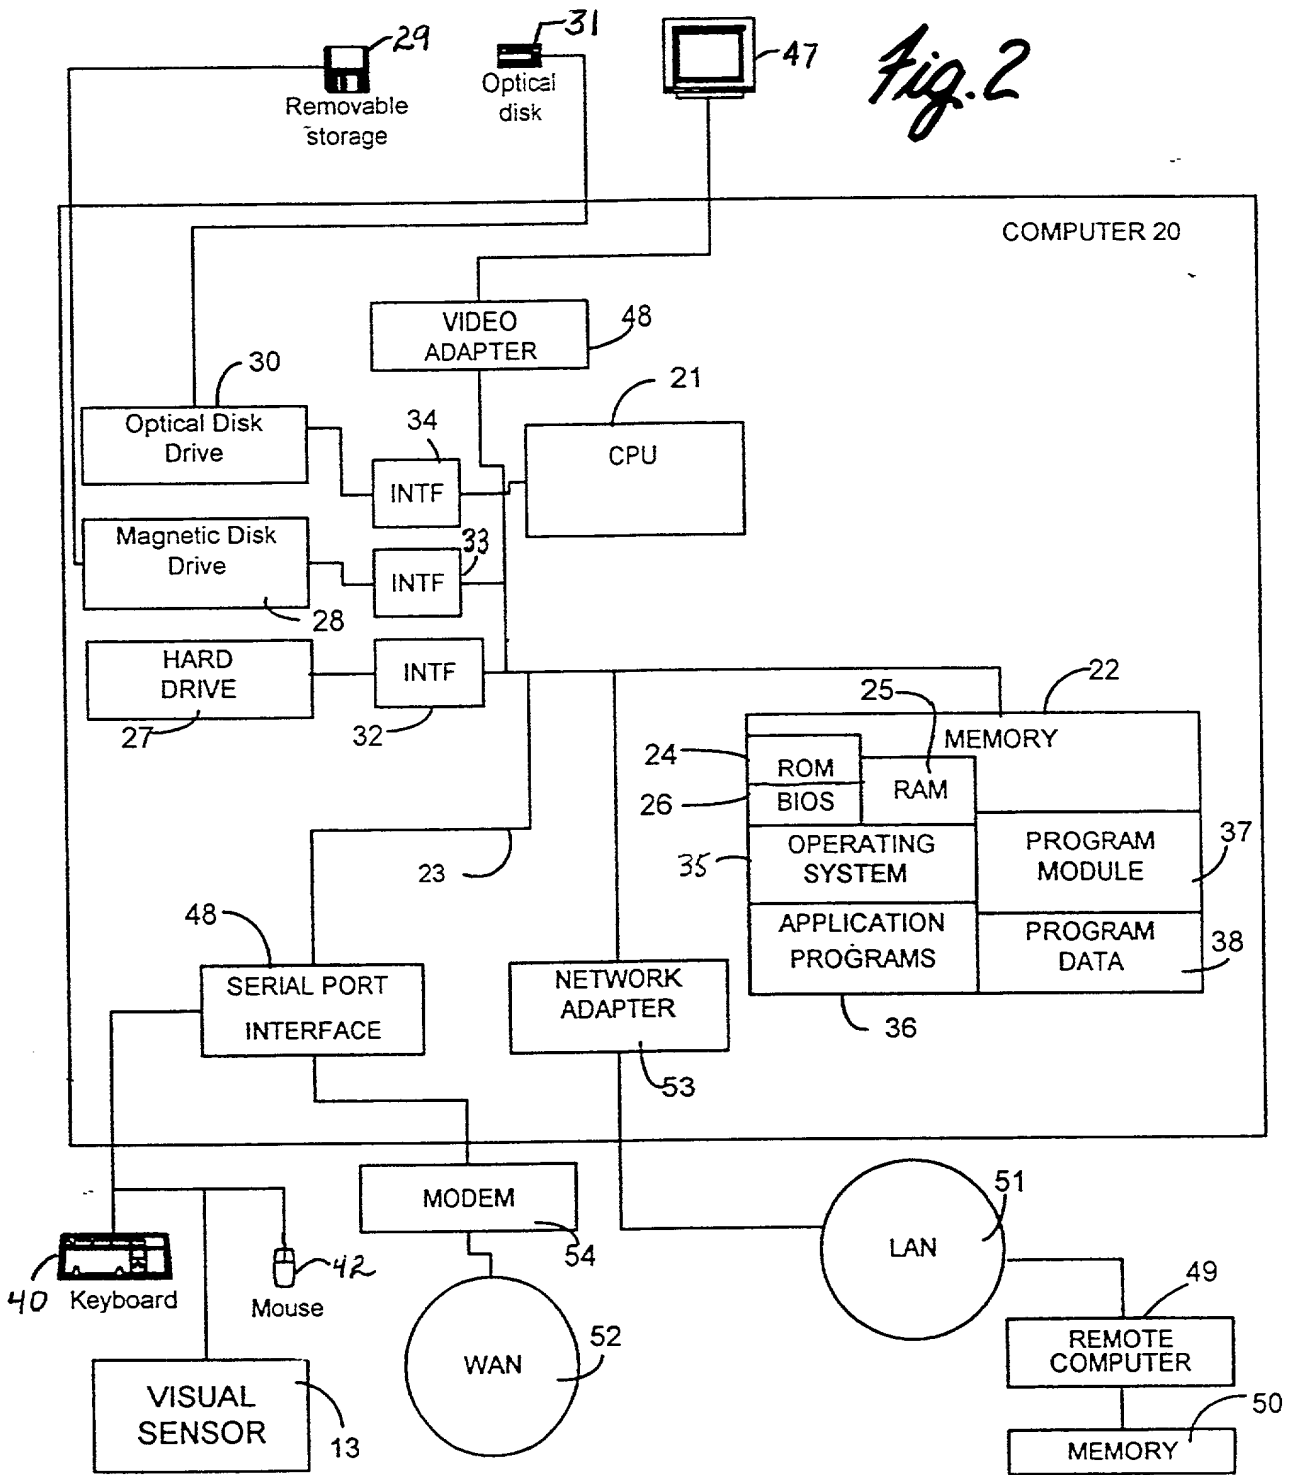 29
31
47
Fig. 2
Removable
storage
Optical
disk
COMPUTER 20
VIDEO
ADAPTER
48
30
21
Optical Disk
Drive
34
CPU
INTF
Magnetic Disk
Drive
28
33
INTF
HARD
DRIVE
27
INTF
32
22
25
MEMORY
24
ROM
26
BIOS
RAM
35
OPERATING
SYSTEM
PROGRAM
MODULE
37
23
APPLICATION
PROGRAMS
PROGRAM
DATA
38
36
48
SERIAL PORT
INTERFACE
NETWORK
ADAPTER
53
MODEM
54
LAN
51
40
Keyboard
42
Mouse
49
REMOTE
COMPUTER
WAN
52
VISUAL
SENSOR
13
50
MEMORY